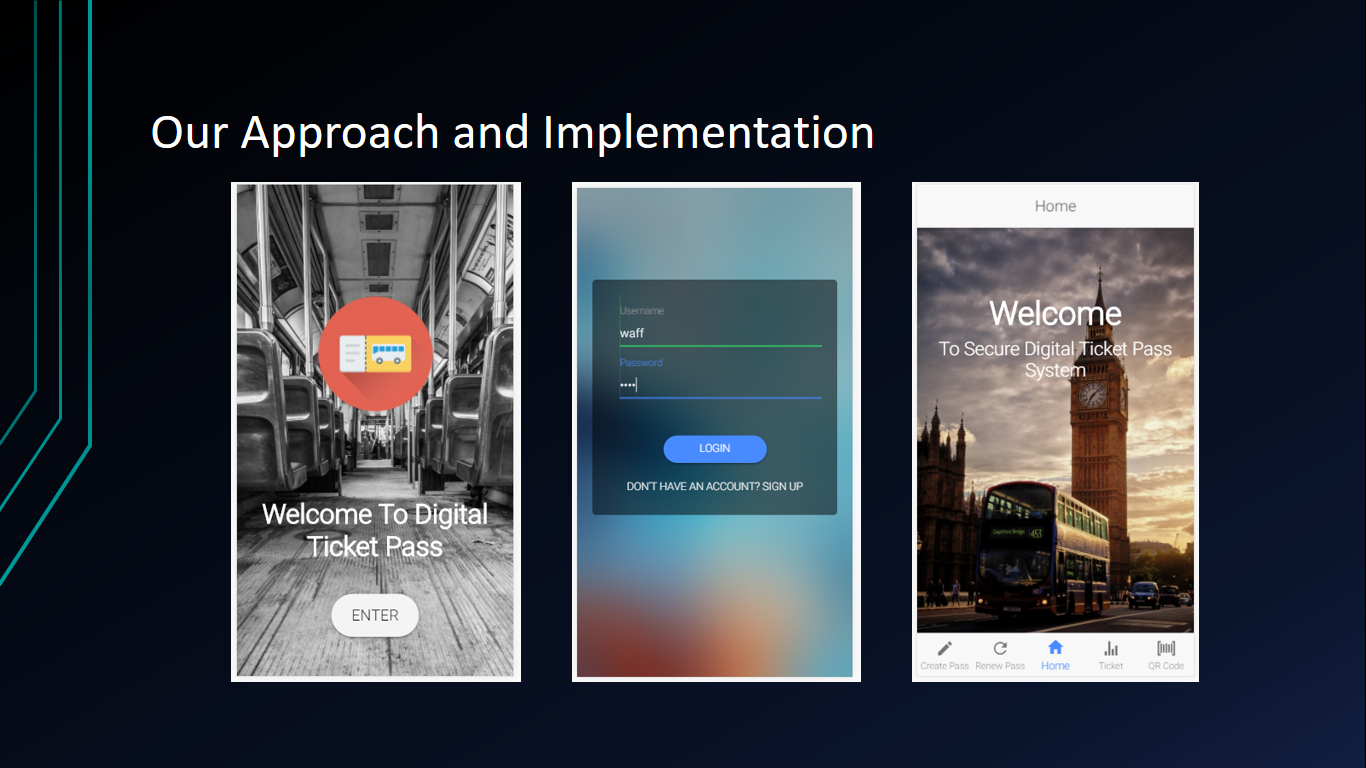 Our Approach and Implementation
Welcome To Digital
Ticket Pass
ENTER
Username
waff
Password
••••
LOGIN
DON'T HAVE AN ACCOUNT? SIGN UP
Home
Welcome
To Secure Digital Ticket Pass
System
453
Create Pass Renew Pass Home Ticket QR Code